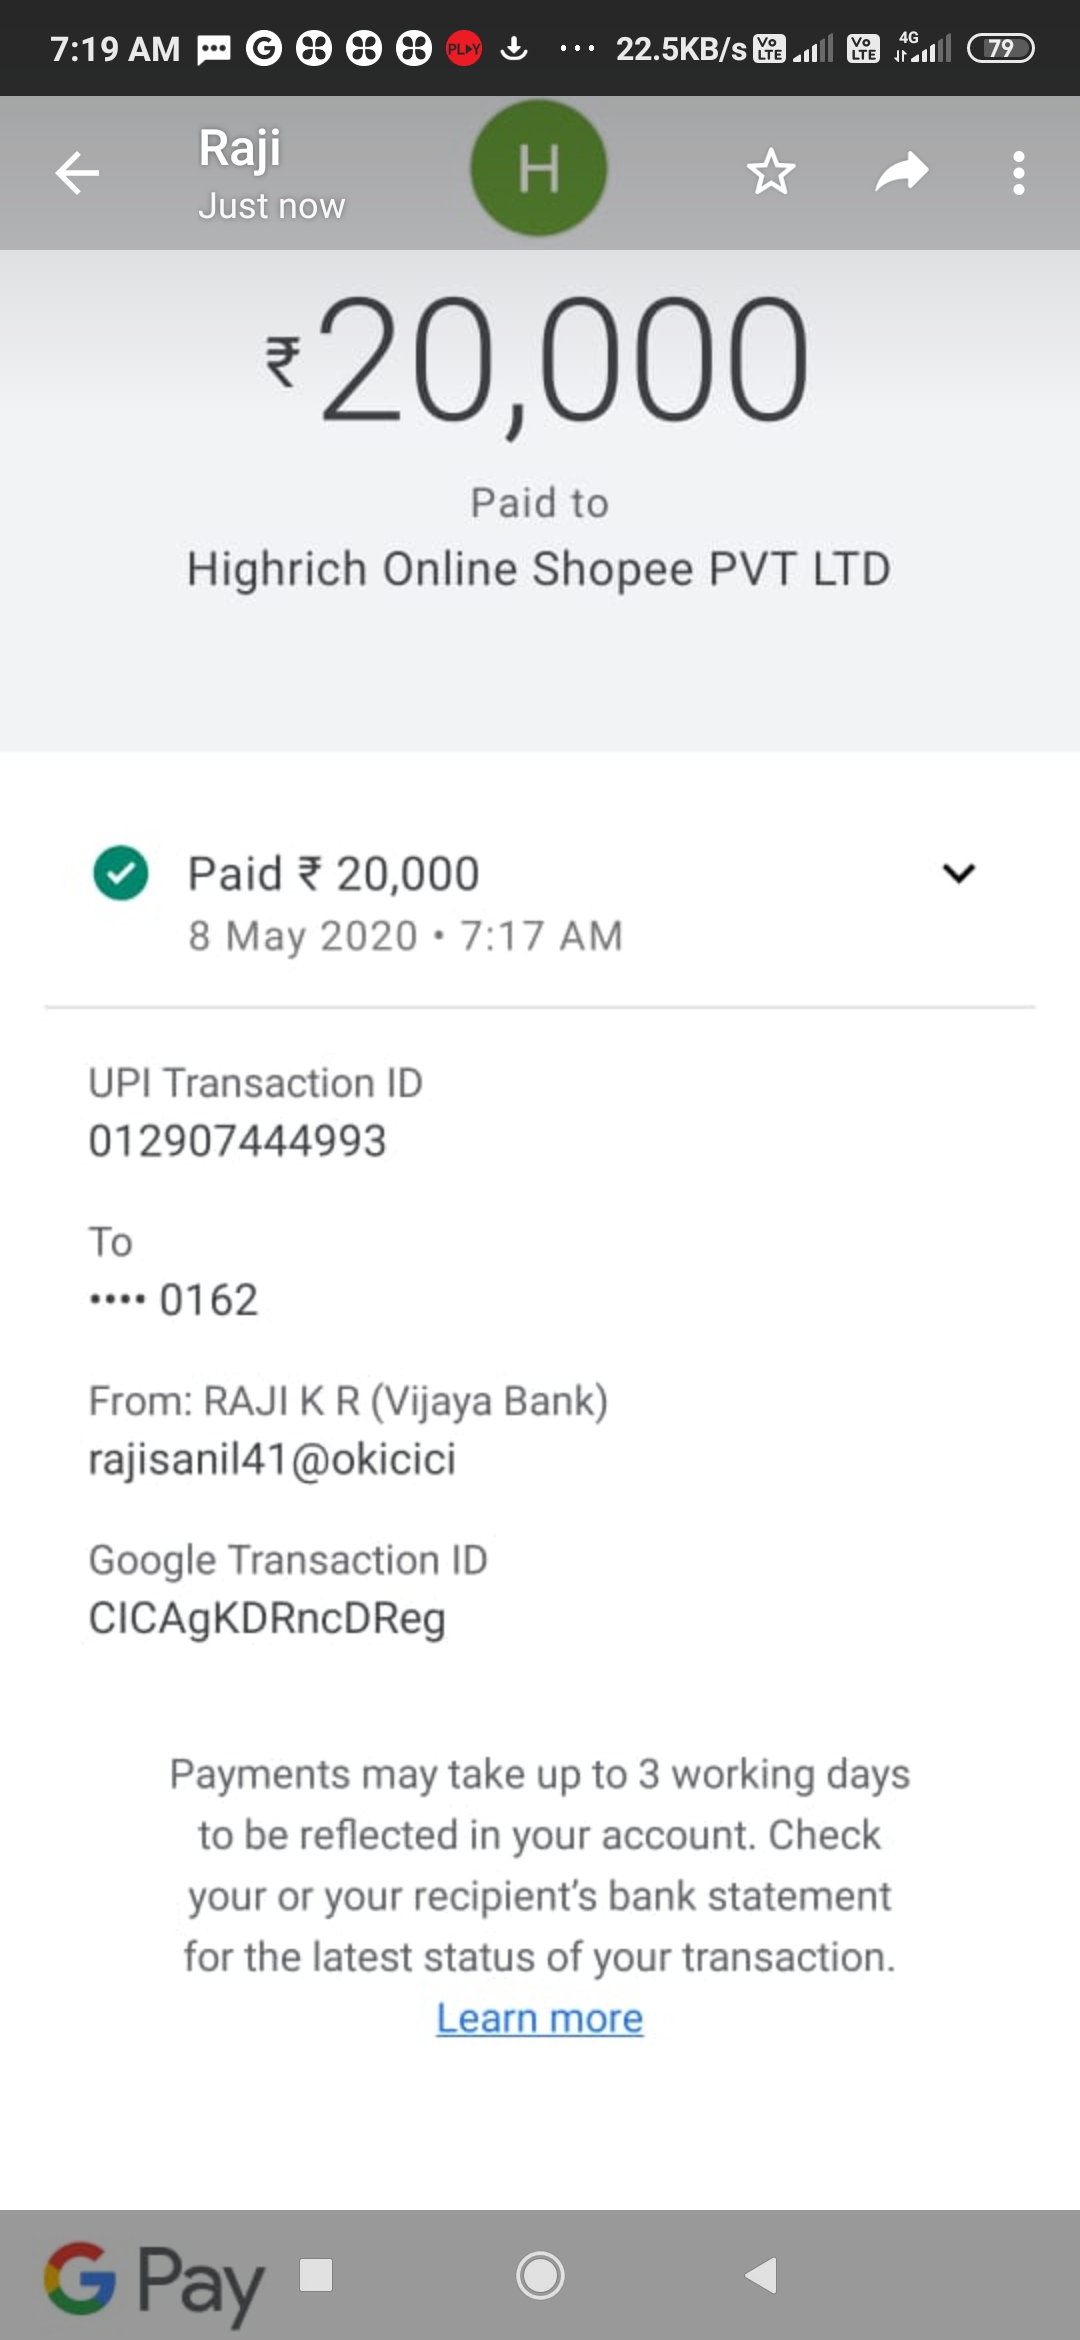 7:19 AM G PLAY ... 22.5KB/s Vo LTE Vo LTE 4G 79
Raji
Just now
H
₹20,000
Paid to
Highrich Online Shopee PVT LTD
Paid ₹ 20,000
8 May 2020 • 7:17 AM
UPI Transaction ID
012907444993
To
•••• 0162
From: RAJI K R (Vijaya Bank)
rajisanil41@okicici
Google Transaction ID
CICAgKDRncDReg
Payments may take up to 3 working days
to be reflected in your account. Check
your or your recipient's bank statement
for the latest status of your transaction.
Learn more
G Pay